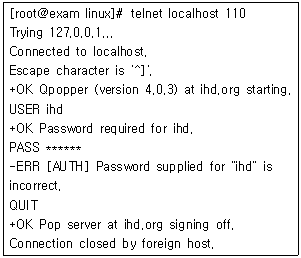 [root@exam linux]# telnet localhost 110
Trying 127.0.0.1...
Connected to localhost.
Escape character is '^]'.
+OK Qpopper (version 4.0.3) at ihd.org starting.
USER ihd
+OK Password required for ihd.
PASS ******
-ERR [AUTH] Password supplied for "ihd" is
incorrect.
QUIT
+OK Pop server at ihd.org signing off.
Connection closed by foreign host.